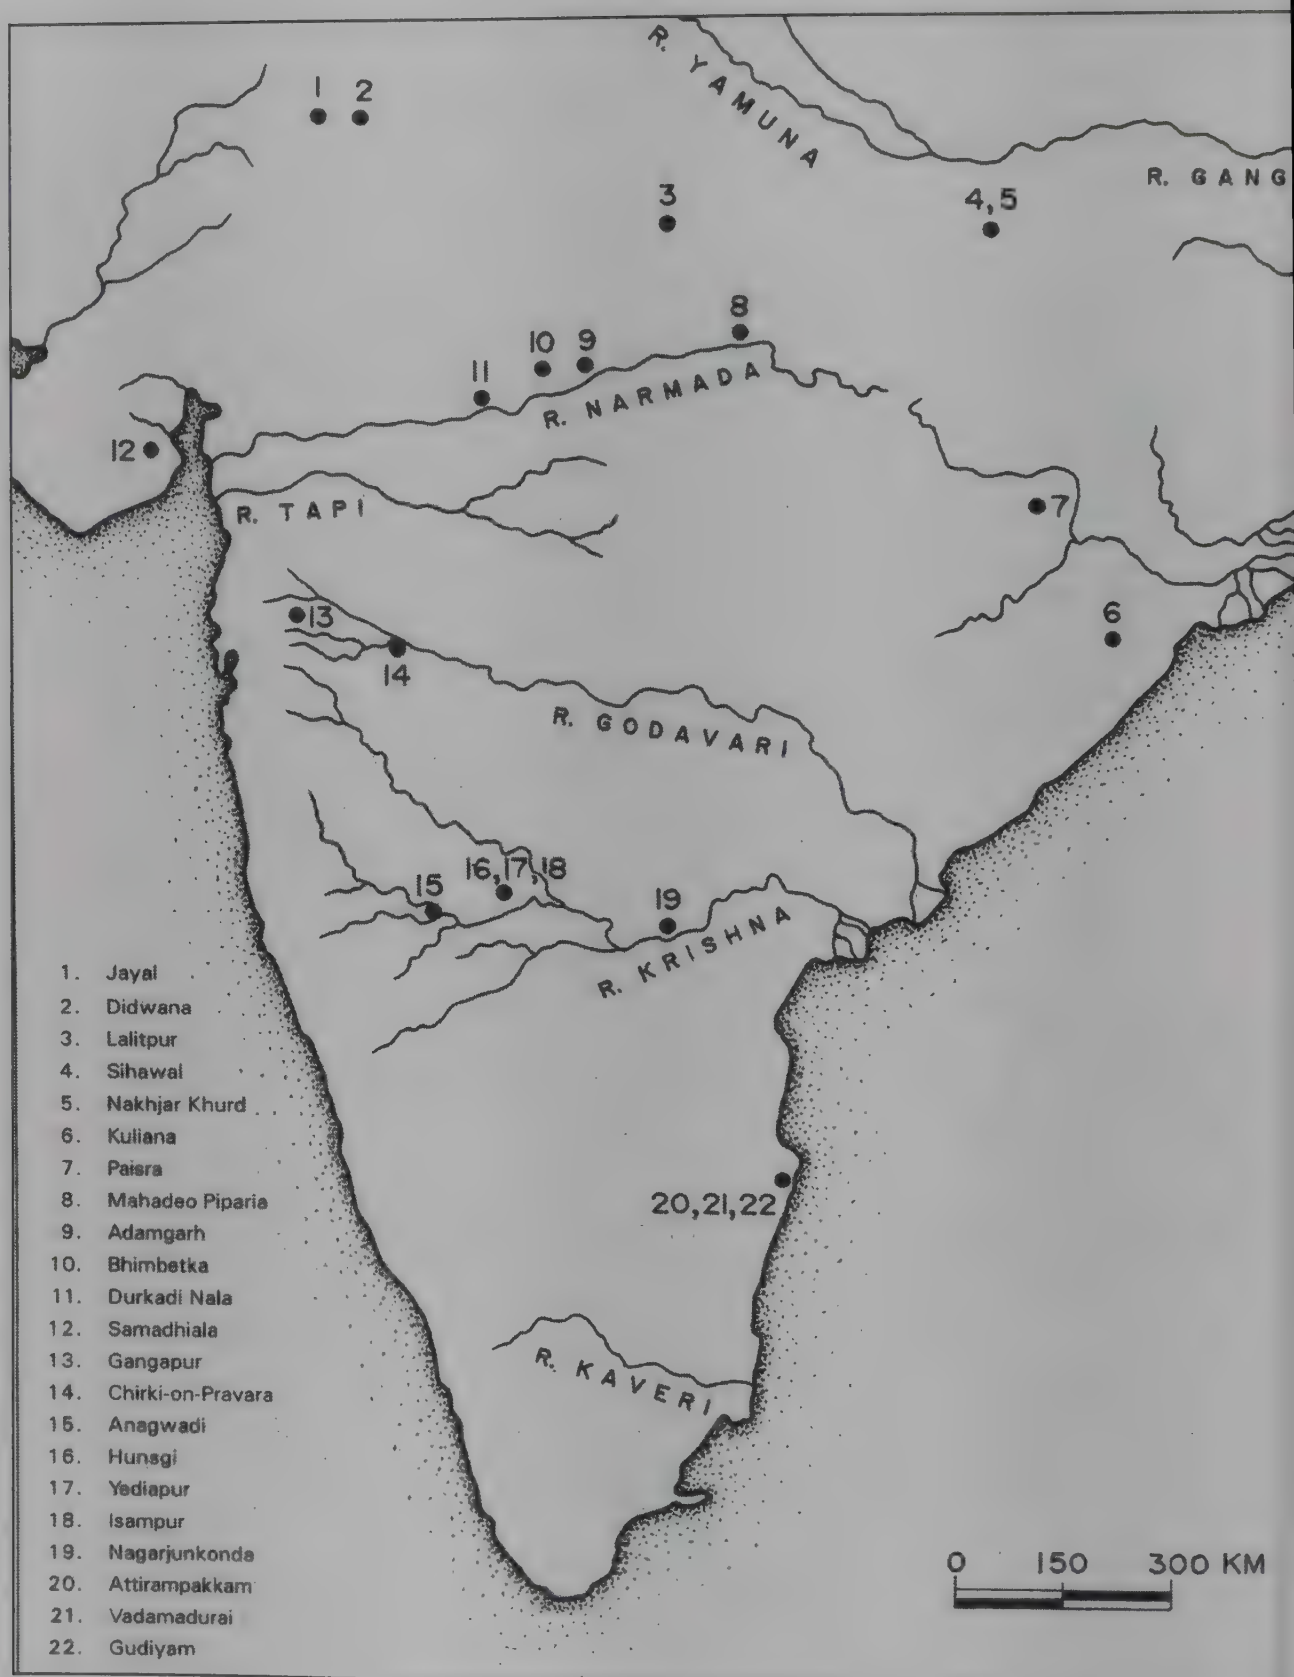 R. YAMUNA
1 2
R. GANG
3
4,5
8
10 9
11
R. NARMADA
12
R. TAPI
7
13
6
14
R. GODAVARI
16,17,18
15
19
R. KRISHNA
1. Jayal
2. Didwana
3. Lalitpur
4. Sihawal
5. Nakhjar Khurd
6. Kuliana
7. Paisra
8. Mahadeo Piparia
9. Adamgarh
10. Bhimbetka
11. Durkadi Nala
12. Samadhiala
13. Gangapur
14. Chirki-on-Pravara
15. Anagwadi
16. Hunsgi
17. Yediapur
18. Isampur
19. Nagarjunkonda
20. Attirampakkam
21. Vadamadurai
22. Gudiyam
20,21,22
R. KAVERI
0 150 300 KM